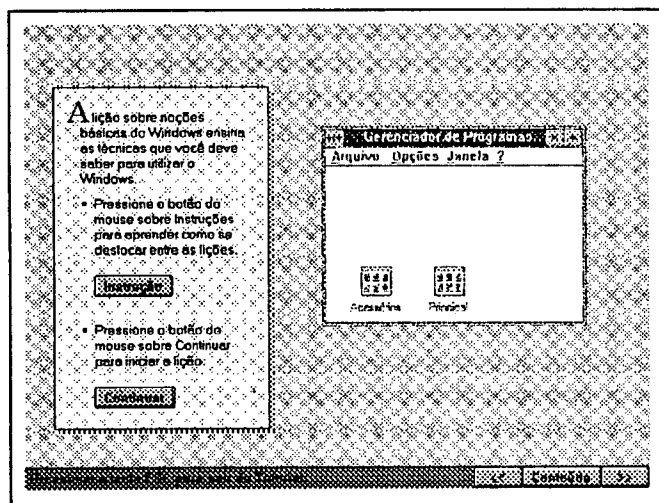 A lição sobre noções
básicas do Windows ensina
as técnicas que você deve
saber para utilizar o
Windows.
• Pressione o botão do
mouse sobre Instruções
para aprender como se
deslocar entre as lições.
Instrução
• Pressione o botão do
mouse sobre Continuar
para iniciar a lição.
Continuar
Gerenciador de Programas
Arquivo Opções Janela ?
Acessórios Principal
<< Conteúdo >>